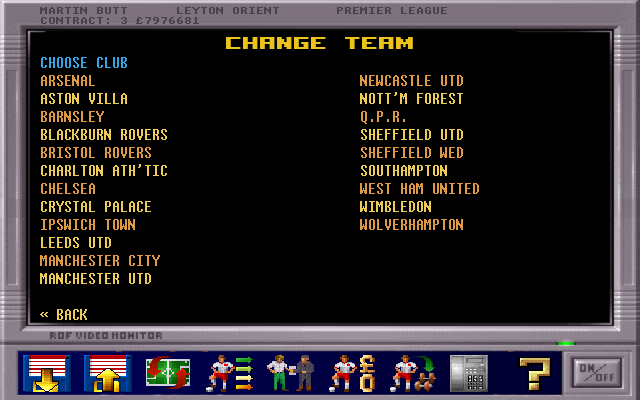 MARTIN BUTT LEYTON ORIENT PREMIER LEAGUE
CONTRACT: 3 £7976681
CHANGE TEAM
CHOOSE CLUB
ARSENAL
ASTON VILLA
BARNSLEY
BLACKBURN ROVERS
BRISTOL ROVERS
CHARLTON ATH'TIC
CHELSEA
CRYSTAL PALACE
IPSWICH TOWN
LEEDS UTD
MANCHESTER CITY
MANCHESTER UTD
NEWCASTLE UTD
NOTT'M FOREST
Q.P.R.
SHEFFIELD UTD
SHEFFIELD WED
SOUTHAMPTON
WEST HAM UNITED
WIMBLEDON
WOLVERHAMPTON
« BACK
RDF VIDEO MONITOR
?
ON/OFF